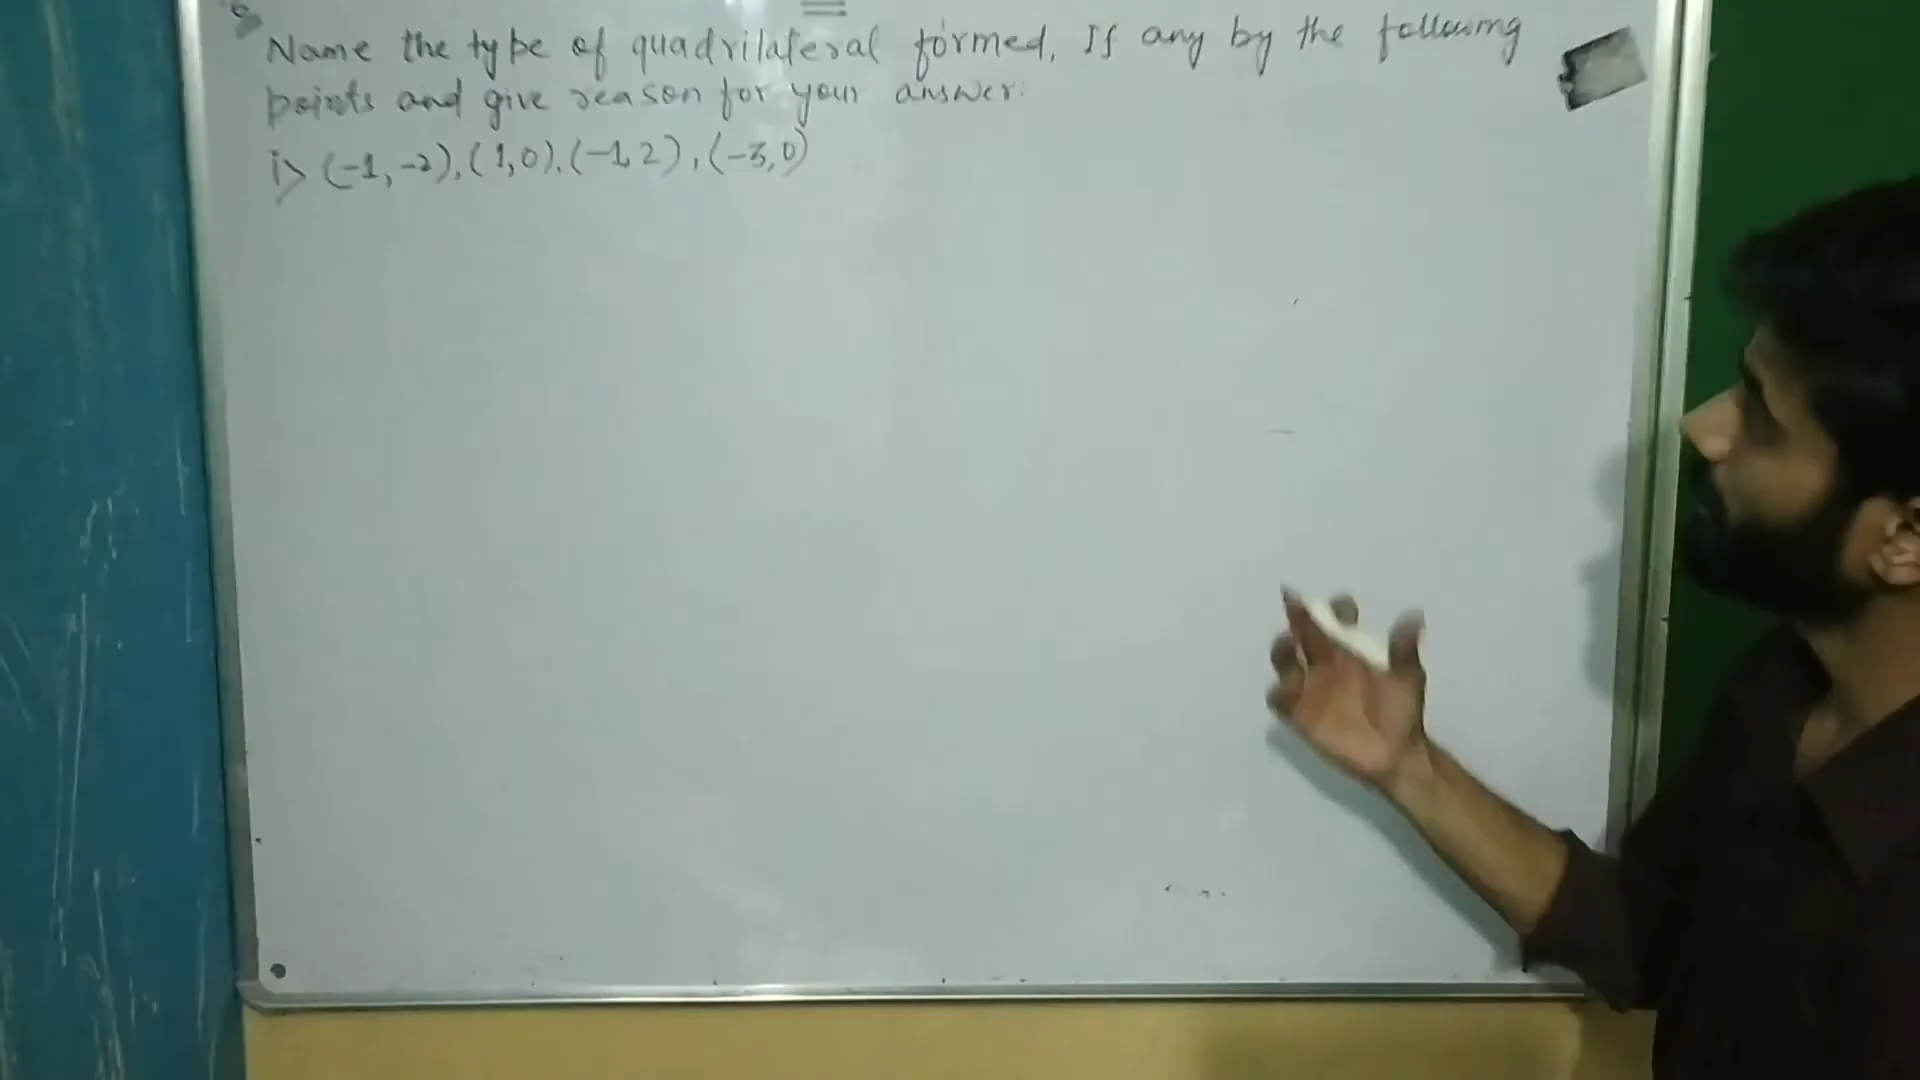 Name the type of quadrilateral formed, If any by the following
points and give reason for your answer:
i> (-1, -2), (1, 0), (-1, 2), (-3, 0)